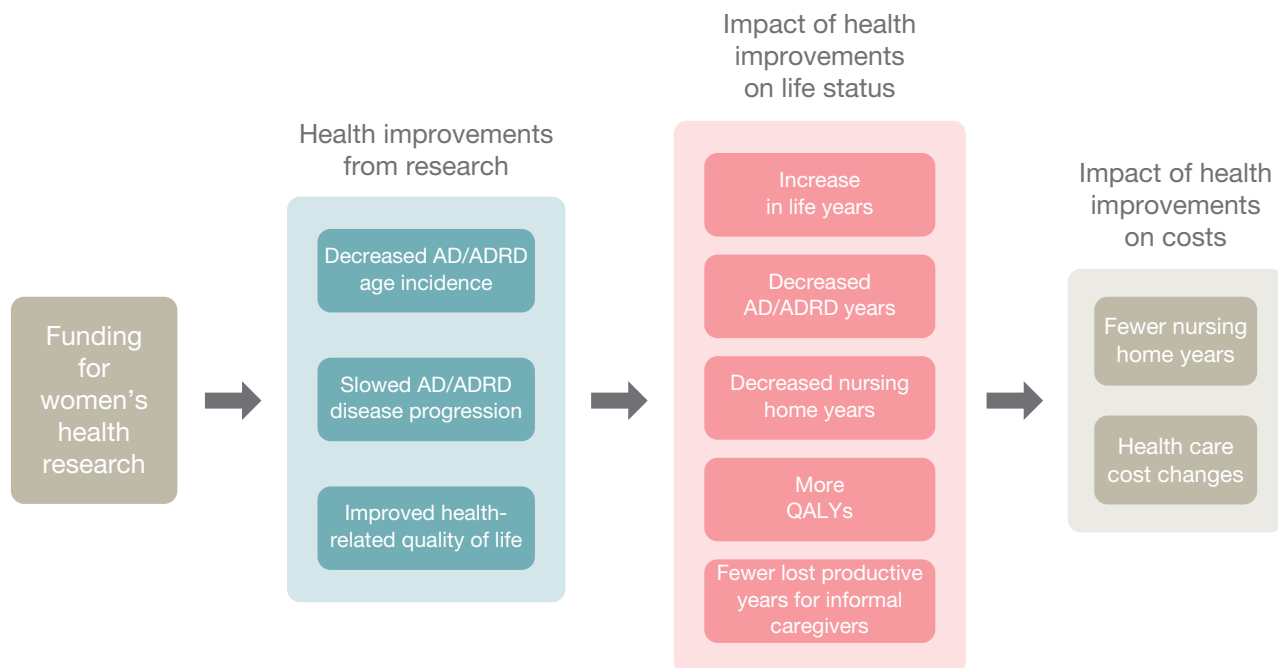 Funding
for
women’s
health
research
Health improvements
from research
Decreased AD/ADRD
age incidence
Slowed AD/ADRD
disease progression
Improved health-
related quality of life
Impact of health
improvements
on life status
Increase
in life years
Decreased
AD/ADRD years
Decreased nursing
home years
More
QALYs
Fewer lost productive
years for informal
caregivers
Impact of health
improvements
on costs
Fewer nursing
home years
Health care
cost changes